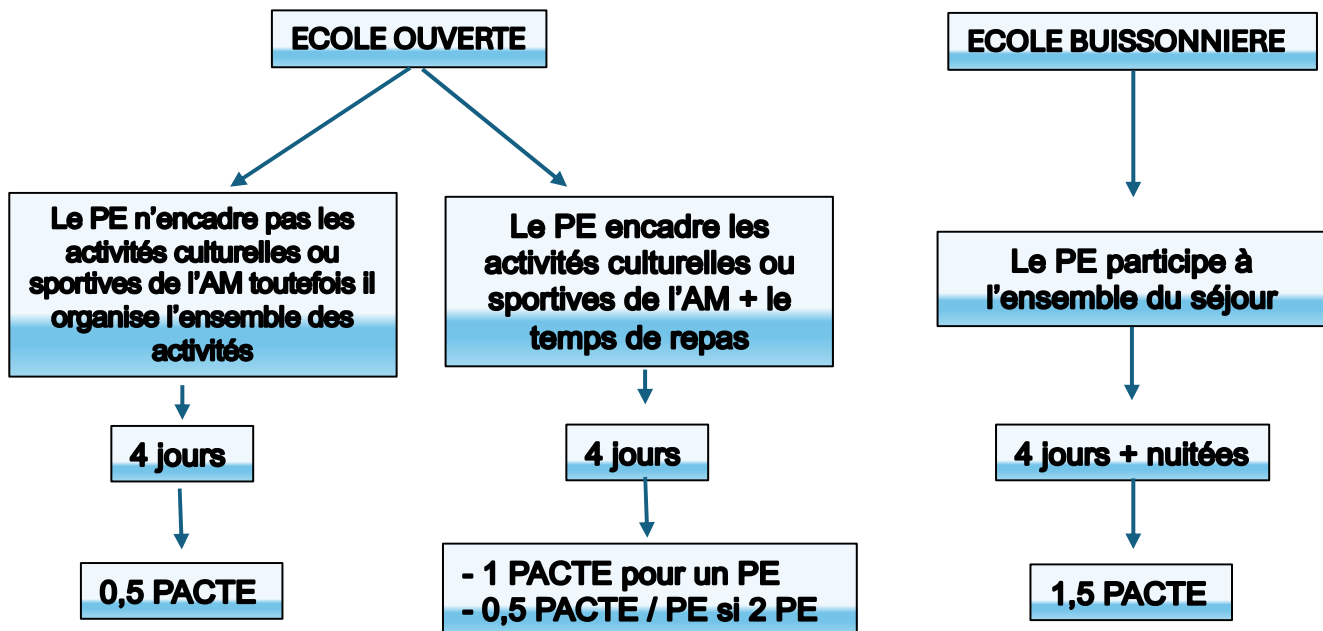 ECOLE OUVERTE
ECOLE BUISSONNIERE
Le PE n’encadre pas les
activités culturelles ou
sportives de l’AM toutefois il
organise l’ensemble des
activités
Le PE encadre les
activités culturelles ou
sportives de l’AM + le
temps de repas
Le PE participe à
l’ensemble du séjour
4 jours
4 jours
4 jours + nuitées
0,5 PACTE
- 1 PACTE pour un PE
- 0,5 PACTE / PE si 2 PE
1,5 PACTE